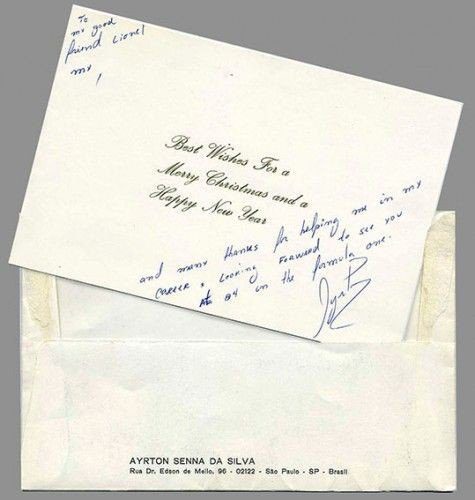 To
my good
friend Lionel
my
Best Wishes For a
Merry Christmas and a
Happy New Year
and many thanks for helping me in my
CAREER & Looking FORWARD to see you
84 in the formula one.
AYRTON SENNA DA SILVA
Rua Dr. Edson de Mello, 96 - 02122 - São Paulo - SP - Brasil